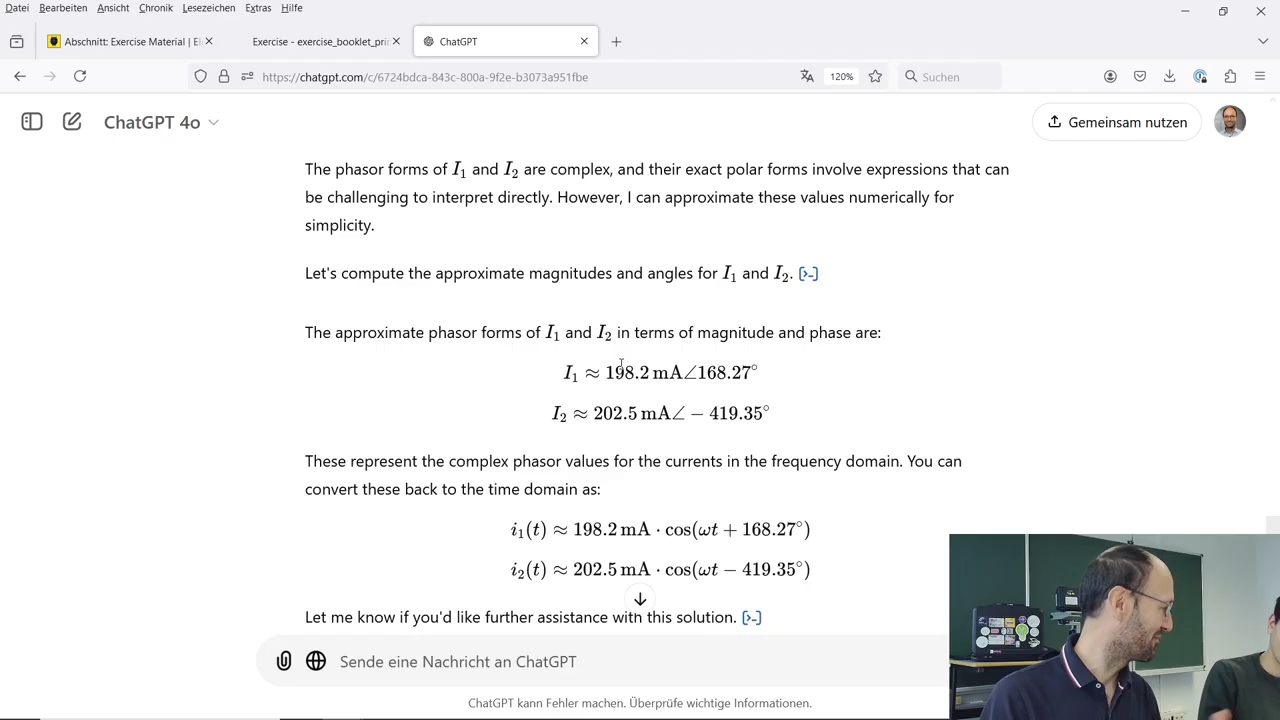 Datei Bearbeiten Ansicht Chronik Lesezeichen Extras Hilfe
Abschnitt: Exercise Material | El
Exercise - exercise_booklet_prin
ChatGPT
https://chatgpt.com/c/6724bdca-843c-800a-9f2e-b3073a951fbe
120%
Suchen
ChatGPT 4o
Gemeinsam nutzen
The phasor forms of I₁ and I₂ are complex, and their exact polar forms involve expressions that can
be challenging to interpret directly. However, I can approximate these values numerically for
simplicity.
Let's compute the approximate magnitudes and angles for I₁ and I₂. [>-]
The approximate phasor forms of I₁ and I₂ in terms of magnitude and phase are:
I₁ ≈ 198.2 mA∠168.27°
I₂ ≈ 202.5 mA∠ − 419.35°
These represent the complex phasor values for the currents in the frequency domain. You can
convert these back to the time domain as:
i₁(t) ≈ 198.2 mA · cos(ωt + 168.27°)
i₂(t) ≈ 202.5 mA · cos(ωt − 419.35°)
Let me know if you'd like further assistance with this solution. [>-]
Sende eine Nachricht an ChatGPT
ChatGPT kann Fehler machen. Überprüfe wichtige Informationen.